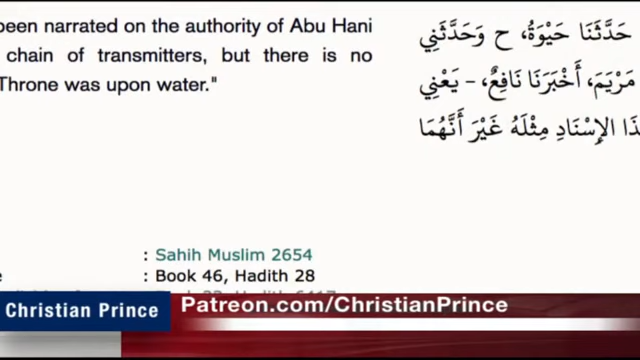 been narrated on the authority of Abu Hani
chain of transmitters, but there is no
Throne was upon water."
حَدَّثَنَا حَيْوَةُ، ح وَحَدَّثَنِي
مَرْيَمَ، أَخْبَرَنَا نَافِعٌ، - يَعْنِي
الإِسْنَادِ مِثْلَهُ غَيْرَ أَنَّهُمَا
: Sahih Muslim 2654
: Book 46, Hadith 28
Christian Prince
Patreon.com/ChristianPrince